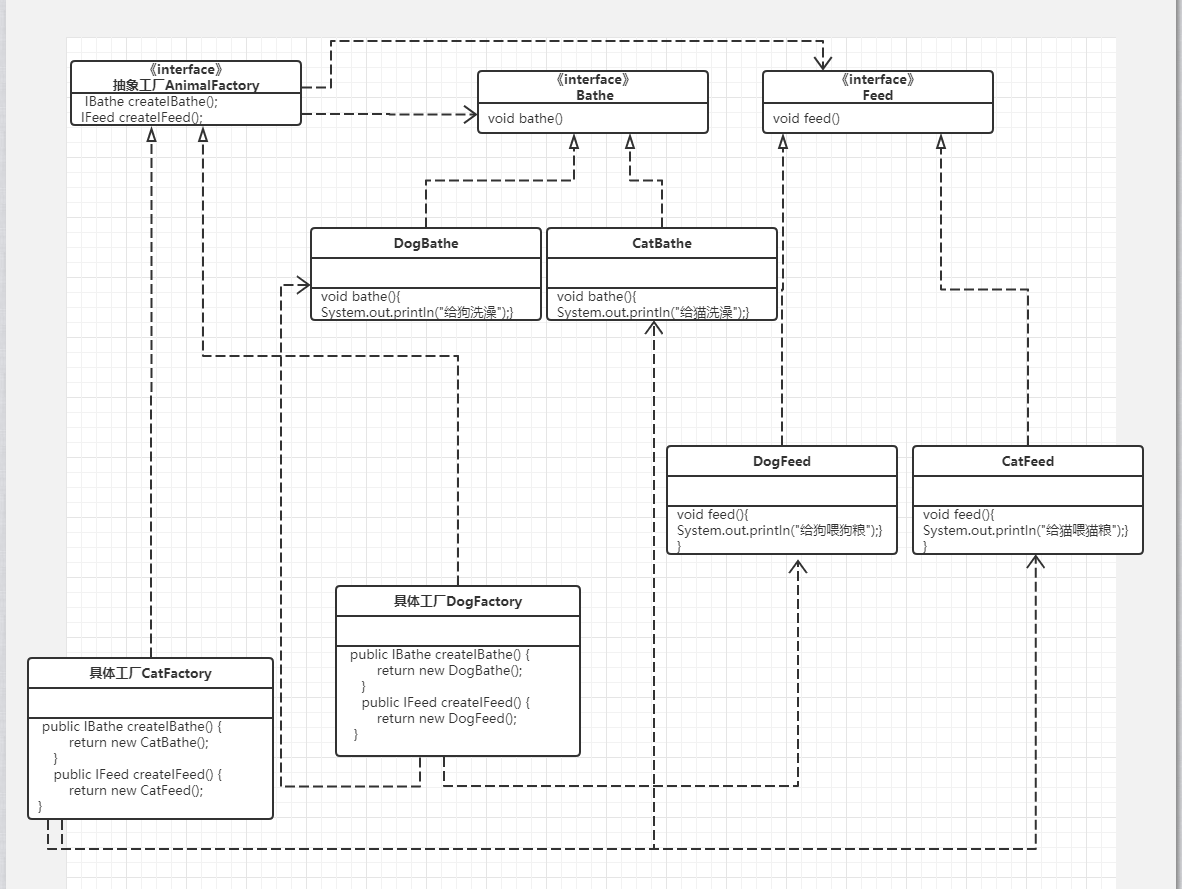 《interface》
抽象工厂AnimalFactory
IBathe createIBathe();
IFeed createIFeed();
《interface》
Bathe
void bathe()
《interface》
Feed
void feed()
DogBathe
void bathe(){
System.out.println("给狗洗澡");}
CatBathe
void bathe(){
System.out.println("给猫洗澡");}
DogFeed
void feed(){
System.out.println("给狗喂狗粮");}
}
CatFeed
void feed(){
System.out.println("给猫喂猫粮");}
}
具体工厂DogFactory
public IBathe createIBathe() {
return new DogBathe();
}
public IFeed createIFeed() {
return new DogFeed();
}
具体工厂CatFactory
public IBathe createIBathe() {
return new CatBathe();
}
public IFeed createIFeed() {
return new CatFeed();
}